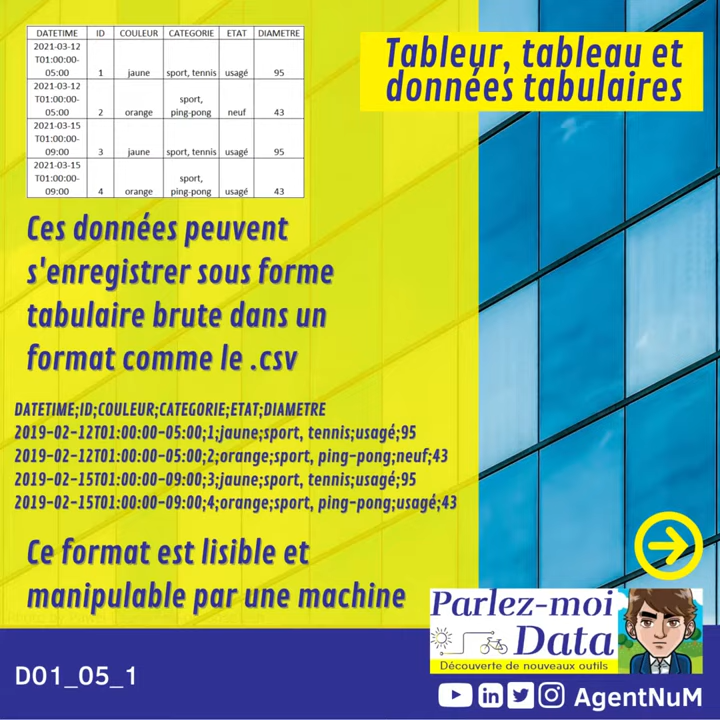 DATETIME ID COULEUR CATEGORIE ETAT DIAMETRE
2021-03-12
T01:00:00-
05:00 1 jaune sport, tennis usagé 95
2021-03-12
T01:00:00- sport,
05:00 2 orange ping-pong neuf 43
2021-03-15
T01:00:00-
09:00 3 jaune sport, tennis usagé 95
2021-03-15
T01:00:00- sport,
09:00 4 orange ping-pong usagé 43
Tableur, tableau et
données tabulaires
Ces données peuvent
s'enregistrer sous forme
tabulaire brute dans un
format comme le .csv
DATETIME;ID;COULEUR;CATEGORIE;ETAT;DIAMETRE
2019-02-12T01:00:00-05:00;1;jaune;sport, tennis;usagé;95
2019-02-12T01:00:00-05:00;2;orange;sport, ping-pong;neuf;43
2019-02-15T01:00:00-09:00;3;jaune;sport, tennis;usagé;95
2019-02-15T01:00:00-09:00;4;orange;sport, ping-pong;usagé;43
Ce format est lisible et
manipulable par une machine
Parlez-moi
Data
Découverte de nouveaux outils
D01_05_1
in AgentNuM